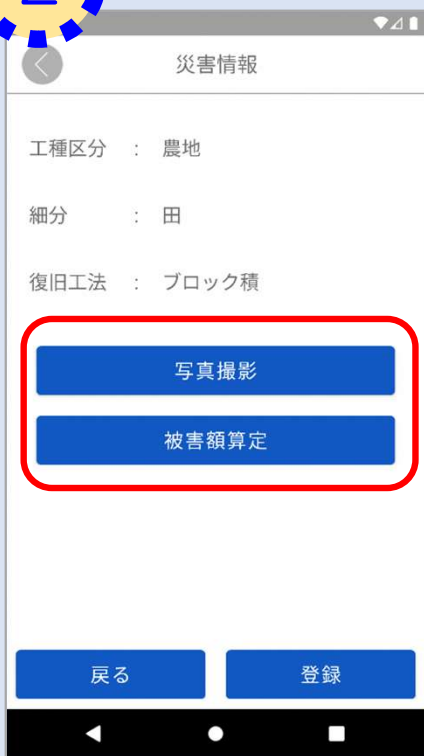 災害情報
工種区分 : 農地
細分 : 田
復旧工法 : ブロック積
写真撮影
被害額算定
戻る
登録